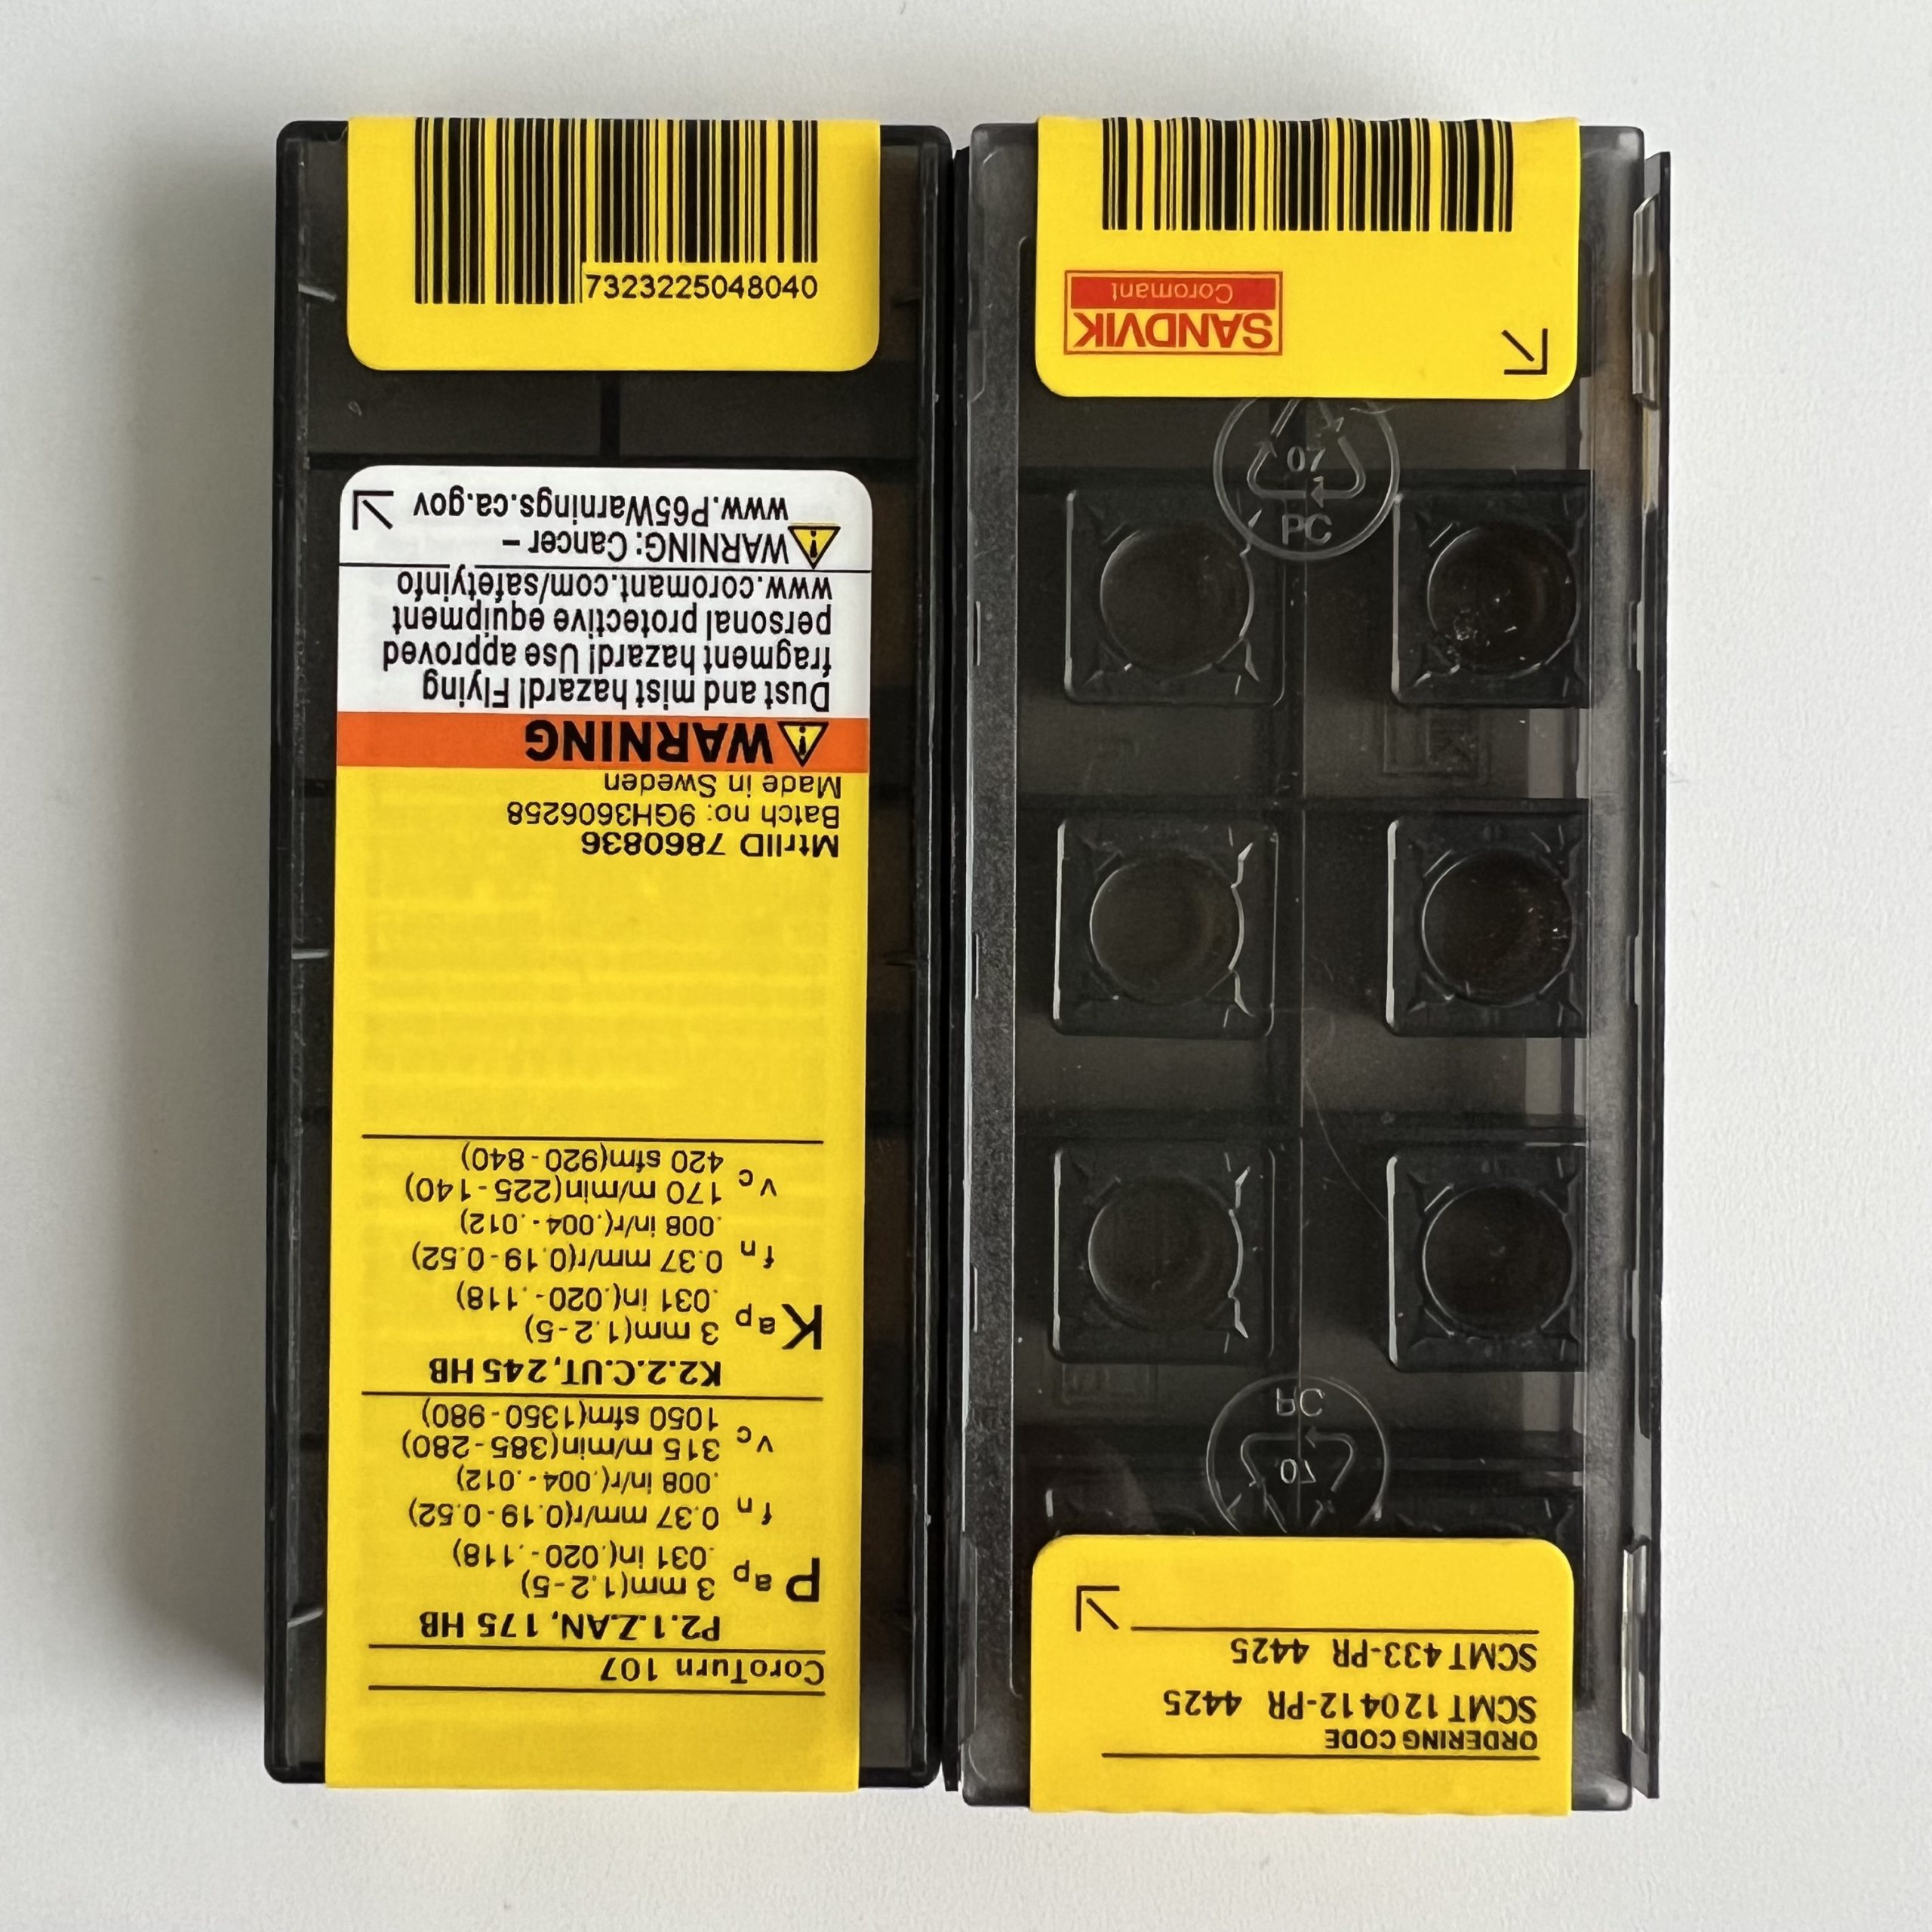 7323225048040
CoroTurn 107
P2.1.Z.AN, 175 HB
P ap 3 mm(1.2-5)
.031 in(.020-.118)
fn 0.37 mm/r(0.19-0.52)
.008 in/r(.004-.012)
vc 315 m/min(385-280)
1050 sfm(1350-980)
K2.2.C.UT, 245 HB
K ap 3 mm(1.2-5)
.031 in(.020-.118)
fn 0.37 mm/r(0.19-0.52)
.008 in/r(.004-.012)
vc 170 m/min(225-140)
420 sfm(920-840)
MtrlID 7860836
Batch no: 9GH3606258
Made in Sweden
WARNING
Dust and mist hazard! Flying
fragment hazard! Use approved
personal protective equipment
www.coromant.com/safetyinfo
WARNING: Cancer –
www.P65Warnings.ca.gov
ORDERING CODE
SCMT 120412-PR 4425
SCMT 433-PR 4425
07
PC
PC
07
SANDVIK
Coromant